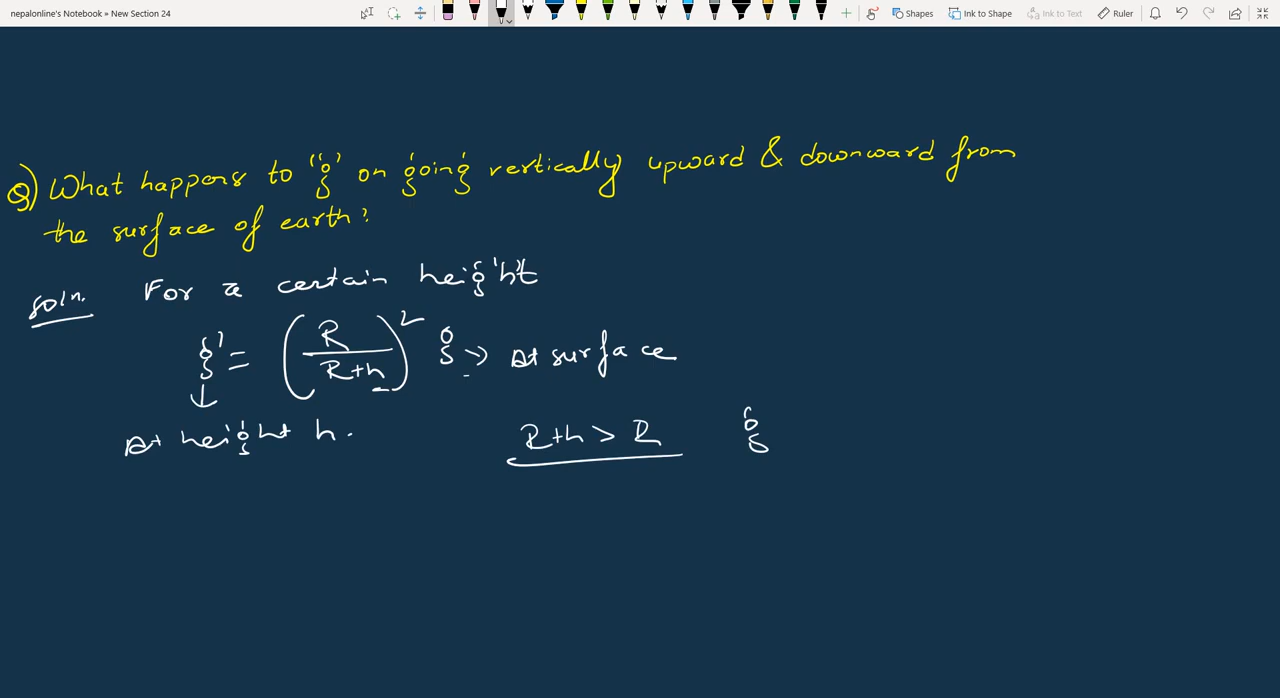 nepalonline's Notebook » New Section 24
Shapes Ink to Shape Ink to Text Ruler
Q) What happens to 'g' on going vertically upward & downward from
the surface of earth?
soln. For a certain height 'h'
g' = (R/R+h)² g → At surface
↓
At height h. R+h > R g